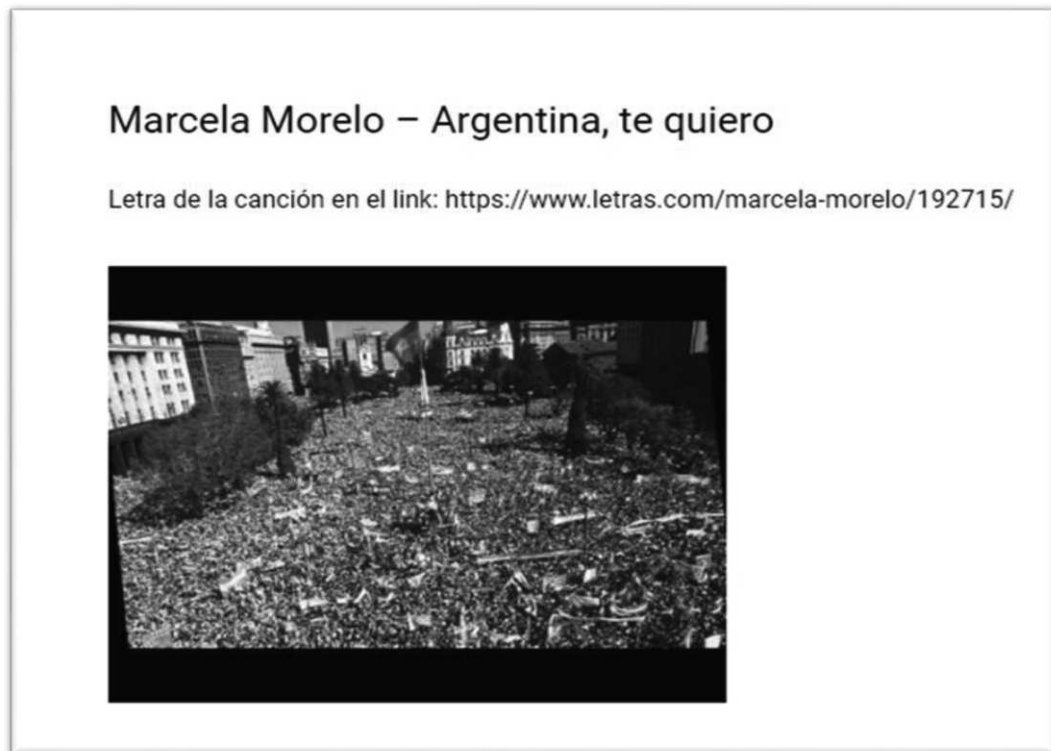 Marcela Morelo – Argentina, te quiero
Letra de la canción en el link: https://www.letras.com/marcela-morelo/192715/